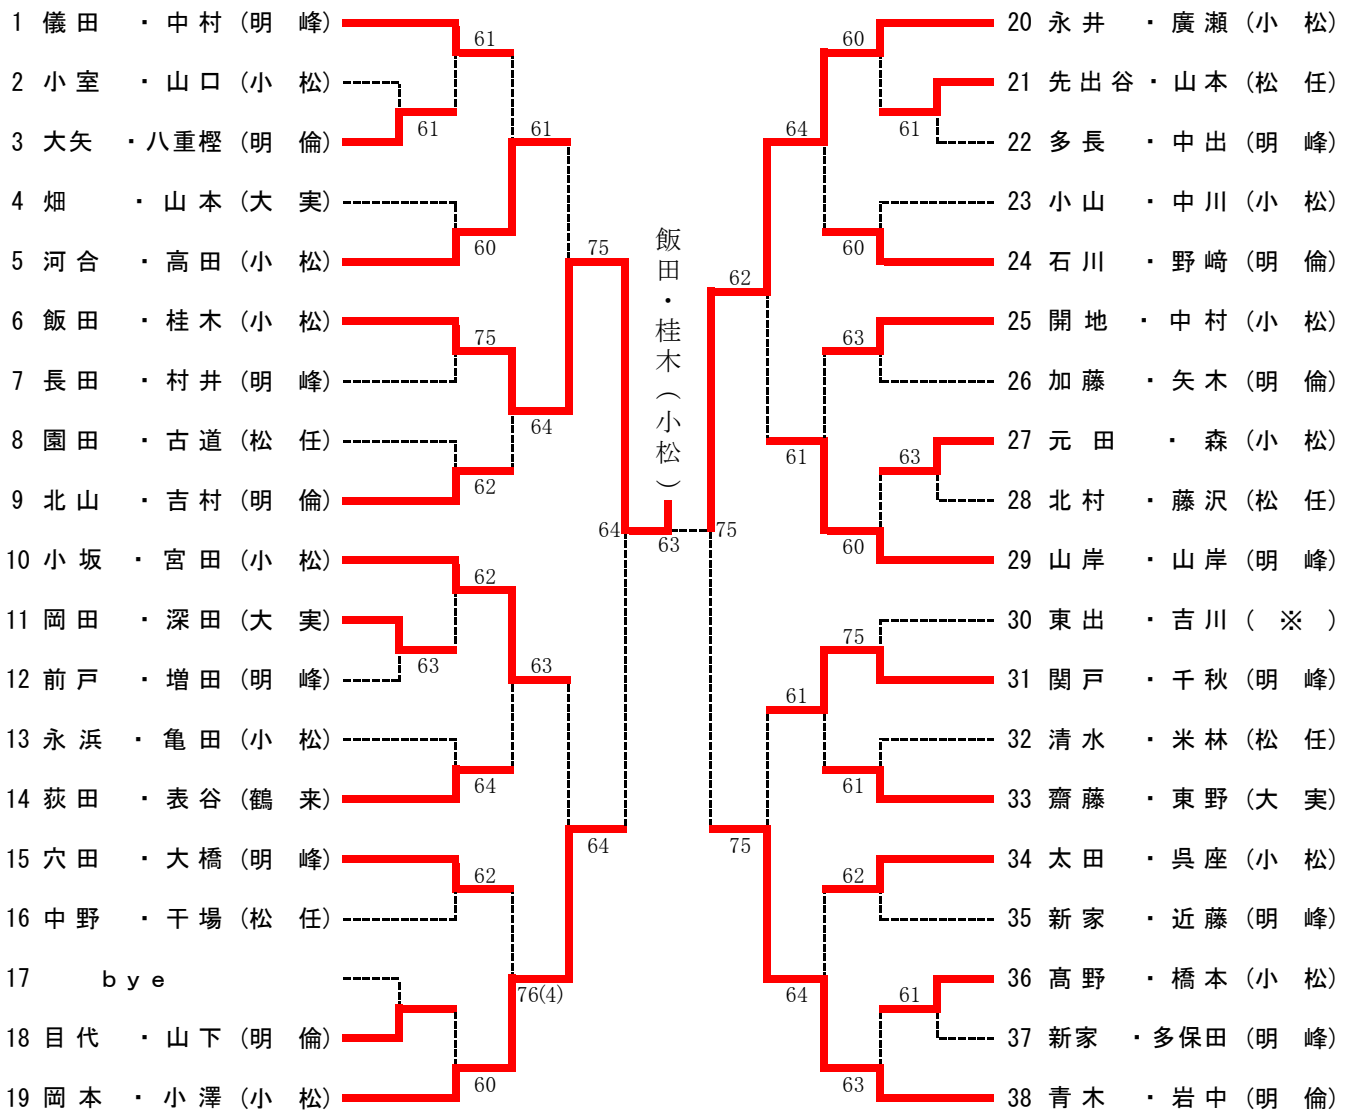 1 儀田 ・ 中村 (明 峰)
2 小室 ・ 山口 (小 松)
3 大矢 ・ 八重樫 (明 倫)
4 畑 ・ 山本 (大 実)
5 河合 ・ 高田 (小 松)
6 飯田 ・ 桂木 (小 松)
7 長田 ・ 村井 (明 峰)
8 園田 ・ 古道 (松 任)
9 北山 ・ 吉村 (明 倫)
10 小坂 ・ 宮田 (小 松)
11 岡田 ・ 深田 (大 実)
12 前戸 ・ 増田 (明 峰)
13 永浜 ・ 亀田 (小 松)
14 荻田 ・ 表谷 (鶴 来)
15 穴田 ・ 大橋 (明 峰)
16 中野 ・ 干場 (松 任)
17 bye
18 目代 ・ 山下 (明 倫)
19 岡本 ・ 小澤 (小 松)
61
61
61
60
75
75
64
62
62
63
63
64
62
64
76(4)
60
64
飯田・桂木(小松)
63
75
60
61
64
60
62
63
61
63
60
75
61
61
75
62
64
61
63
20 永井 ・ 廣瀬 (小 松)
21 先出谷 ・ 山本 (松 任)
22 多長 ・ 中出 (明 峰)
23 小山 ・ 中川 (小 松)
24 石川 ・ 野﨑 (明 倫)
25 開地 ・ 中村 (小 松)
26 加藤 ・ 矢木 (明 倫)
27 元田 ・ 森 (小 松)
28 北村 ・ 藤沢 (松 任)
29 山岸 ・ 山岸 (明 峰)
30 東出 ・ 吉川 ( ※ )
31 関戸 ・ 千秋 (明 峰)
32 清水 ・ 米林 (松 任)
33 齋藤 ・ 東野 (大 実)
34 太田 ・ 呉座 (小 松)
35 新家 ・ 近藤 (明 峰)
36 髙野 ・ 橋本 (小 松)
37 新家 ・ 多保田 (明 峰)
38 青木 ・ 岩中 (明 倫)